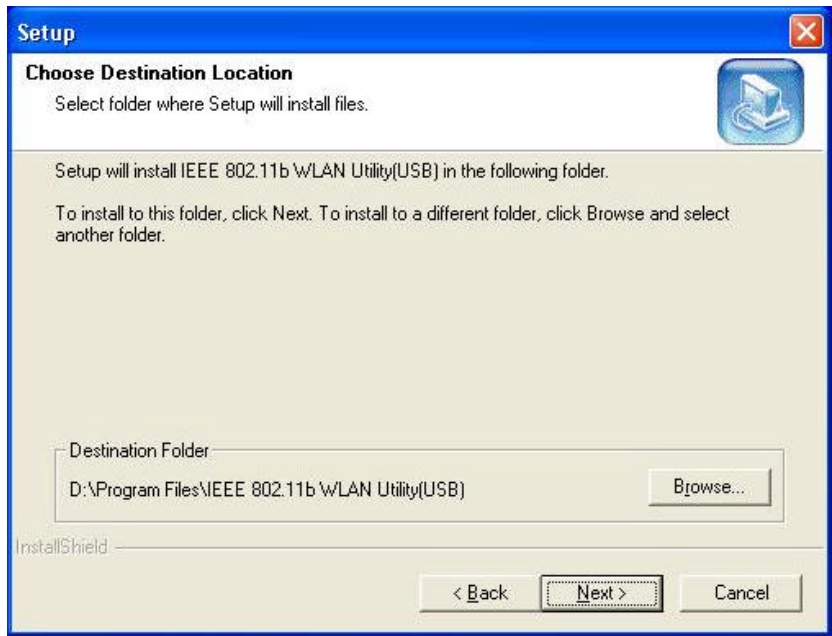 Setup
Choose Destination Location
Select folder where Setup will install files.
Setup will install IEEE 802.11b WLAN Utility(USB) in the following folder.
To install to this folder, click Next. To install to a different folder, click Browse and select
another folder.
Destination Folder
D:\Program Files\IEEE 802.11b WLAN Utility(USB)
Browse...
InstallShield
< Back
Next >
Cancel